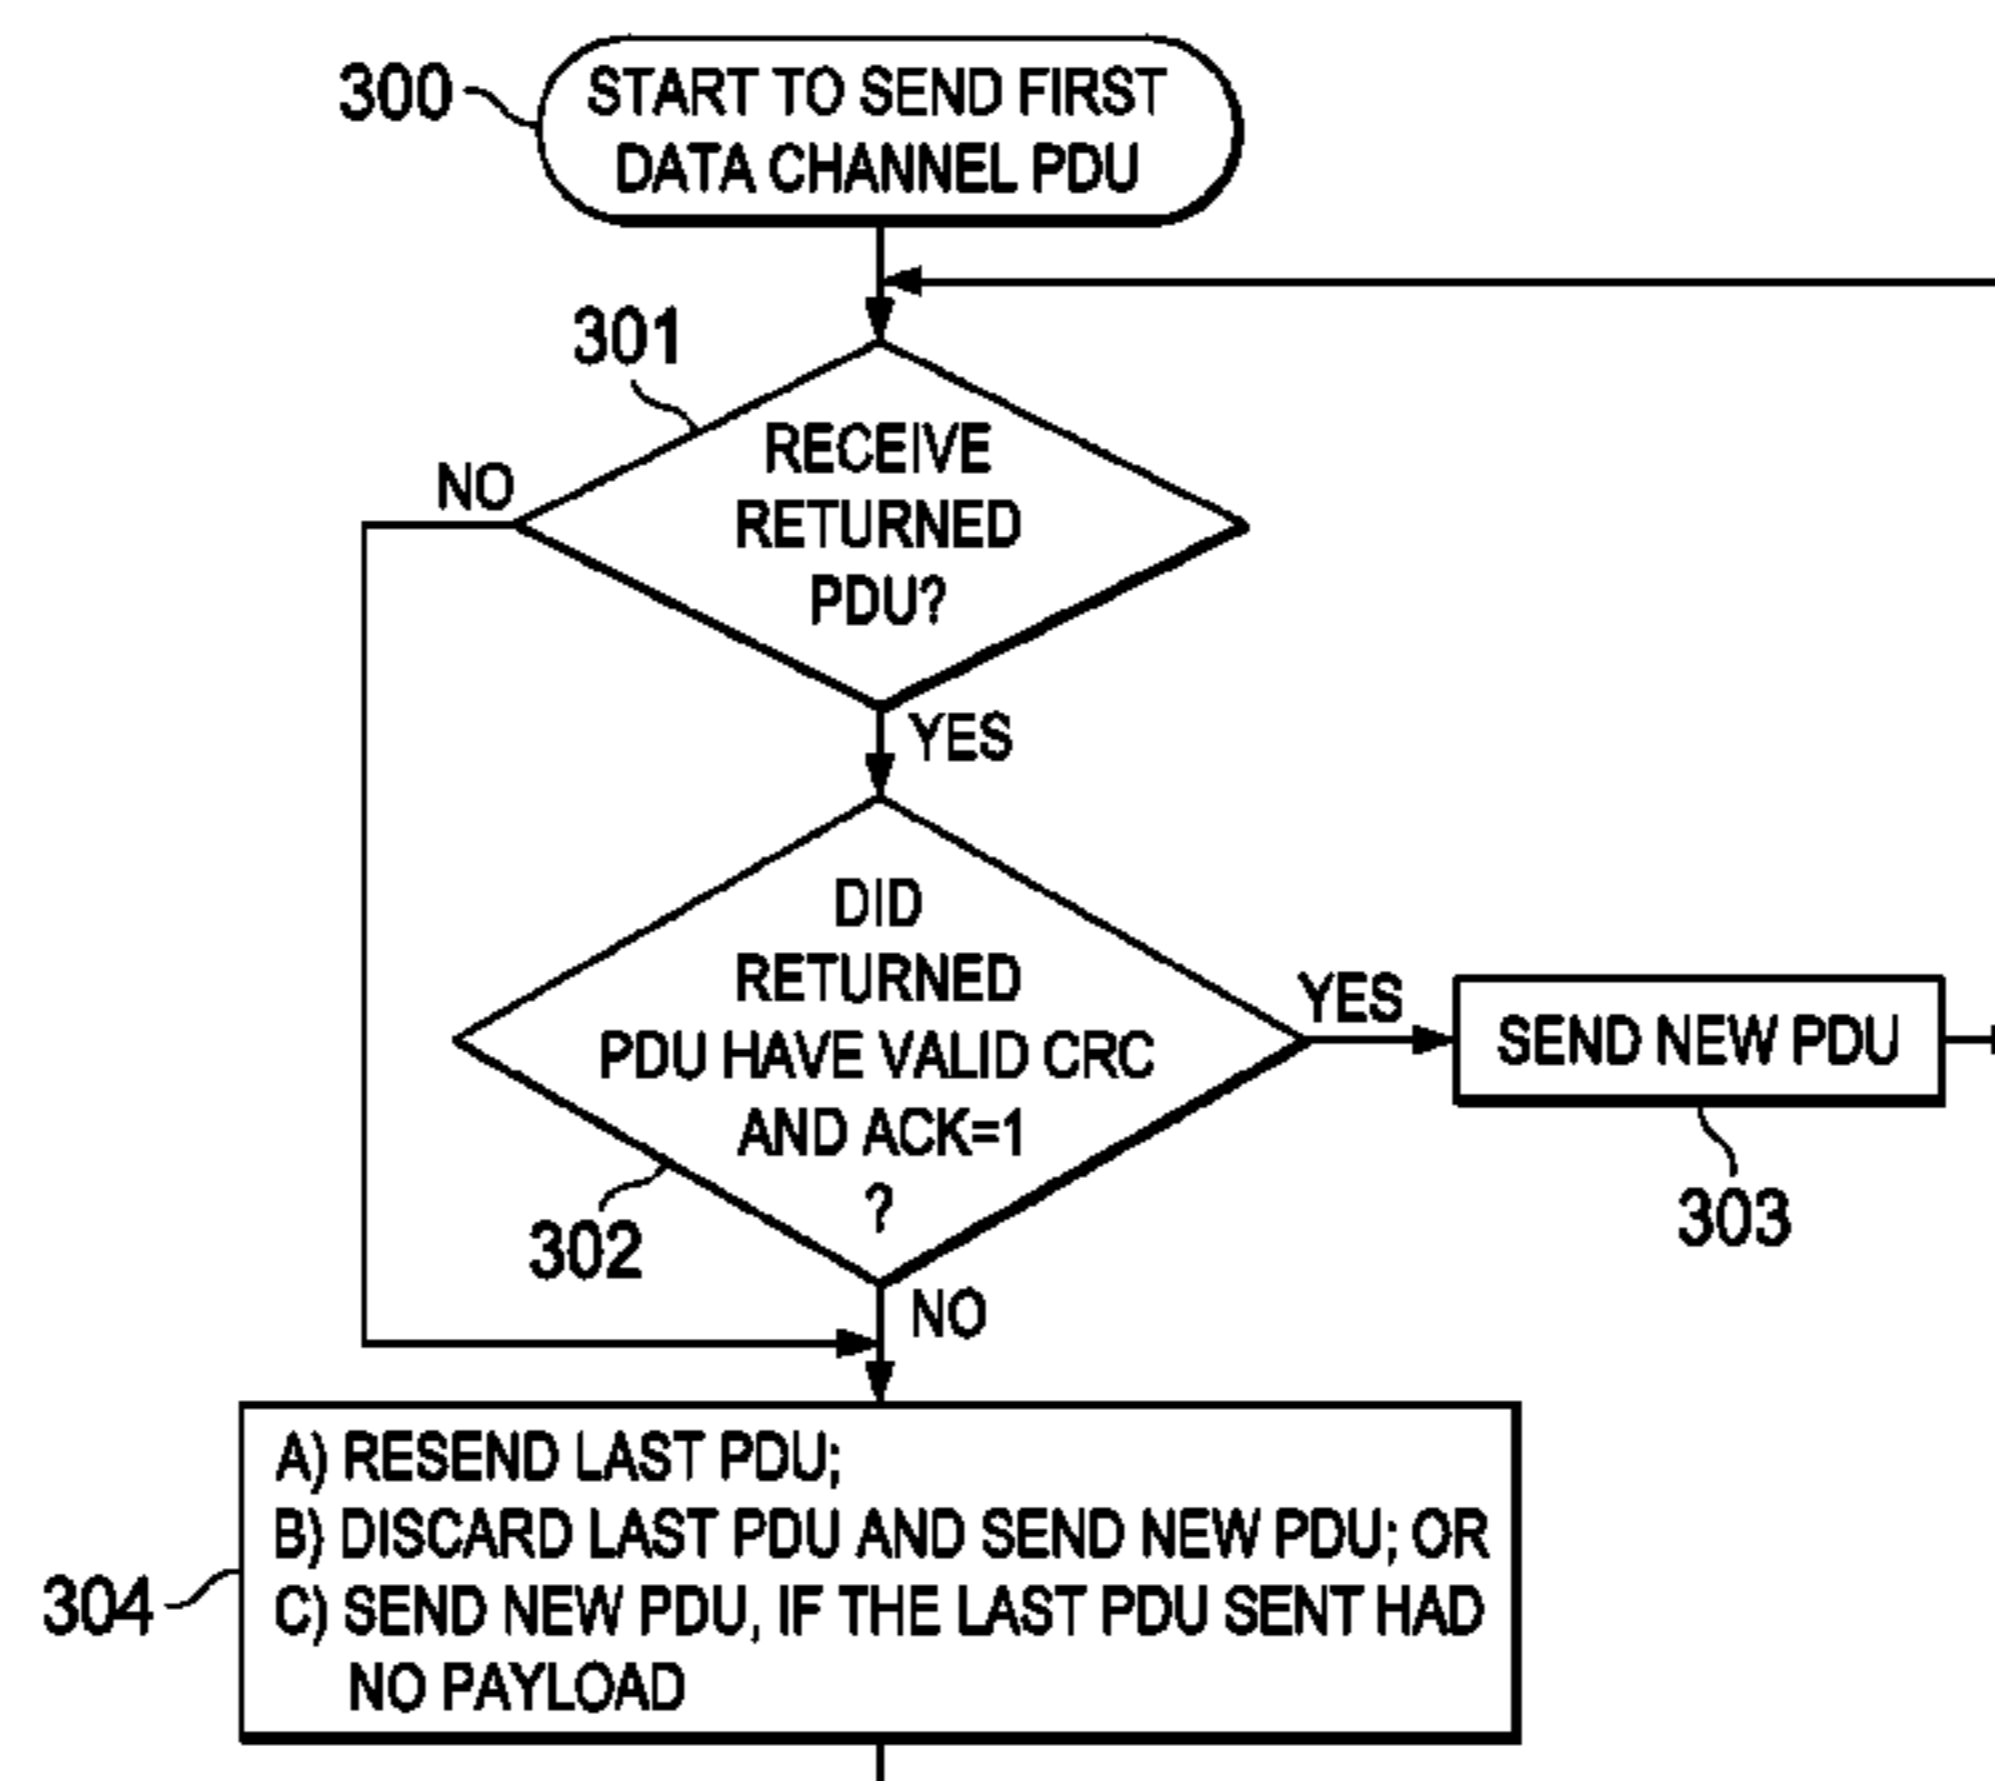 300
START TO SEND FIRST
DATA CHANNEL PDU
301
RECEIVE
RETURNED
PDU?
NO
YES
DID
RETURNED
PDU HAVE VALID CRC
AND ACK=1
?
302
YES
SEND NEW PDU
303
NO
304
A) RESEND LAST PDU;
B) DISCARD LAST PDU AND SEND NEW PDU; OR
C) SEND NEW PDU, IF THE LAST PDU SENT HAD
NO PAYLOAD